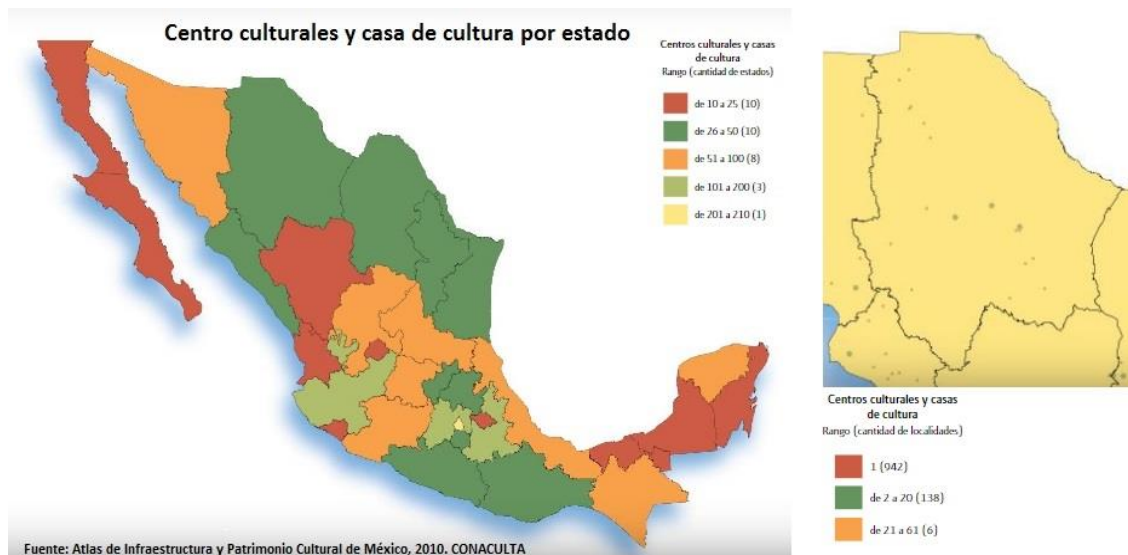 Centro culturales y casa de cultura por estado
Centros culturales y casas
de cultura
Rango (cantidad de estados)
de 10 a 25 (10)
de 26 a 50 (10)
de 51 a 100 (8)
de 101 a 200 (3)
de 201 a 210 (1)
Fuente: Atlas de Infraestructura y Patrimonio Cultural de México, 2010. CONACULTA
Centros culturales y casas
de cultura
Rango (cantidad de localidades)
1 (942)
de 2 a 20 (138)
de 21 a 61 (6)